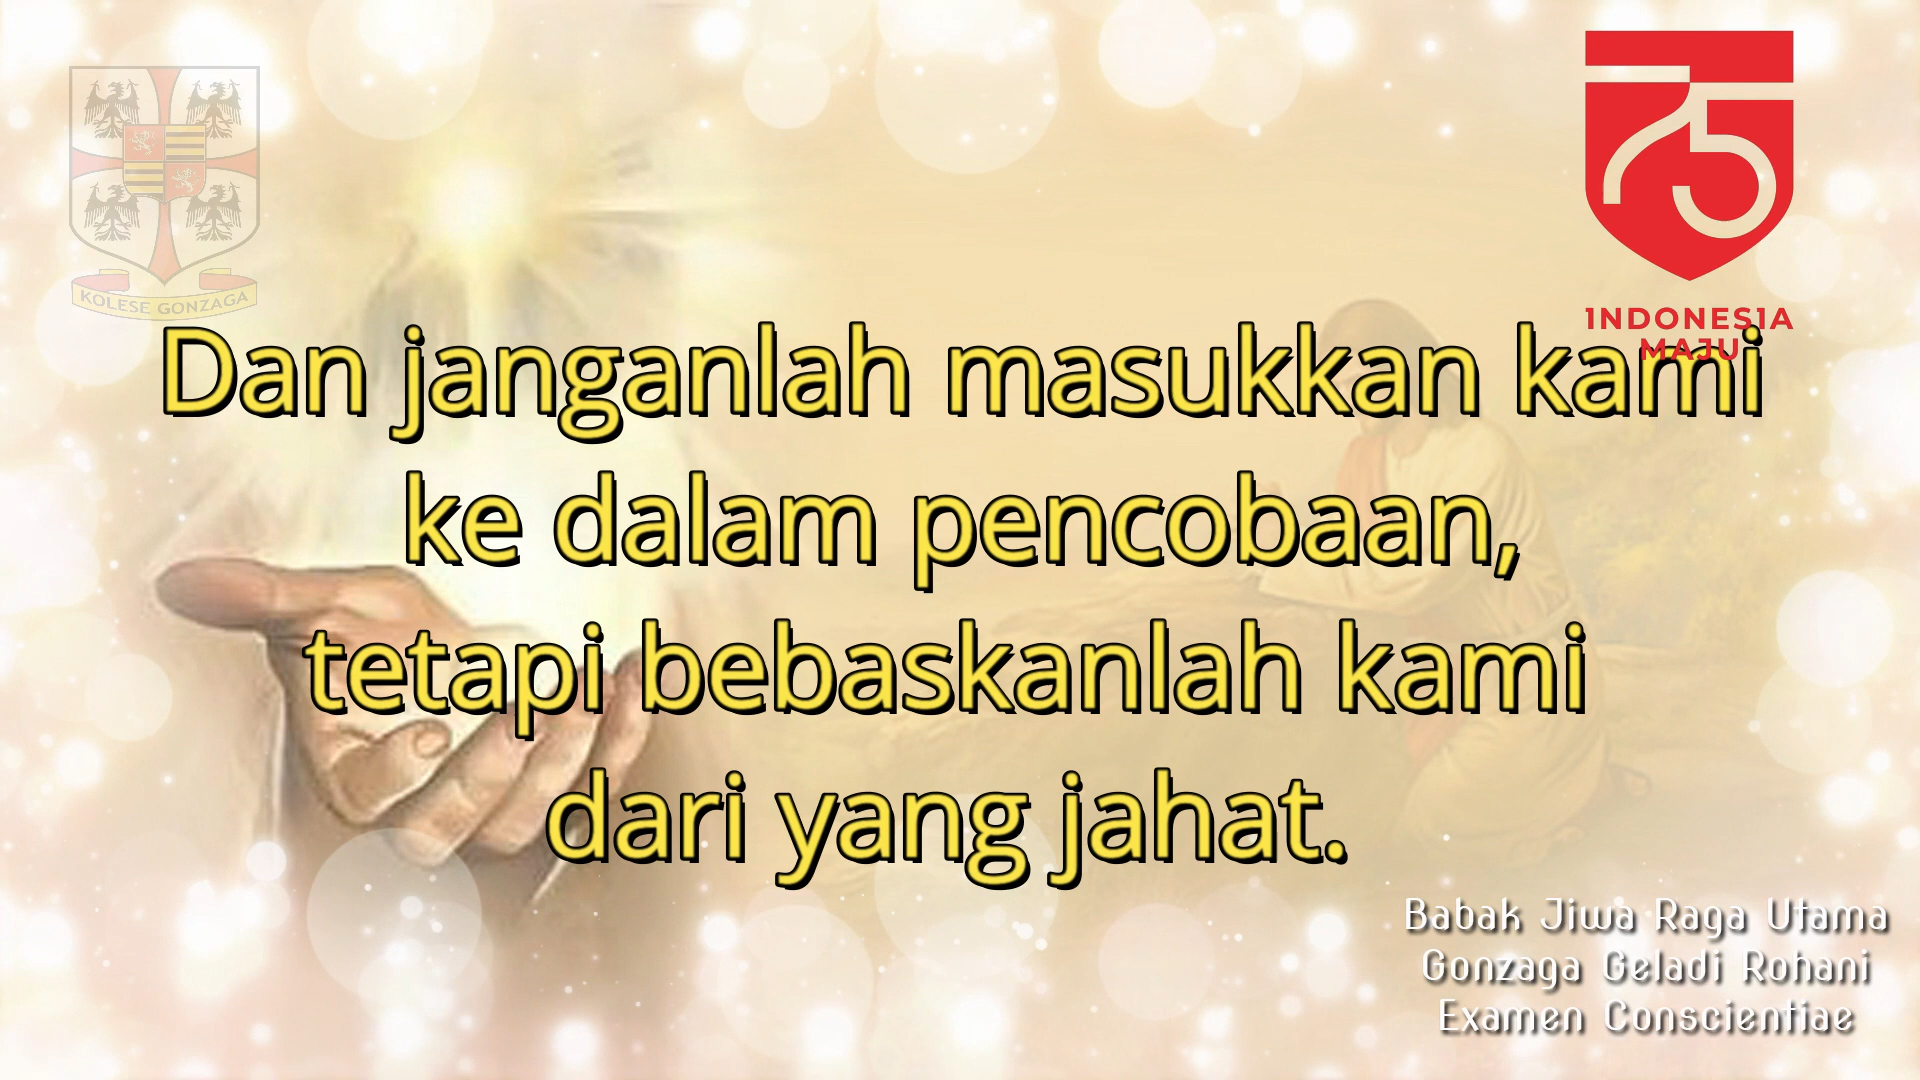 KOLESE GONZAGA
75
INDONESIA
MAJU
Dan janganlah masukkan kami
ke dalam pencobaan,
tetapi bebaskanlah kami
dari yang jahat.
Babak Jiwa Raga Utama
Gonzaga Geladi Rohani
Examen Conscientiae